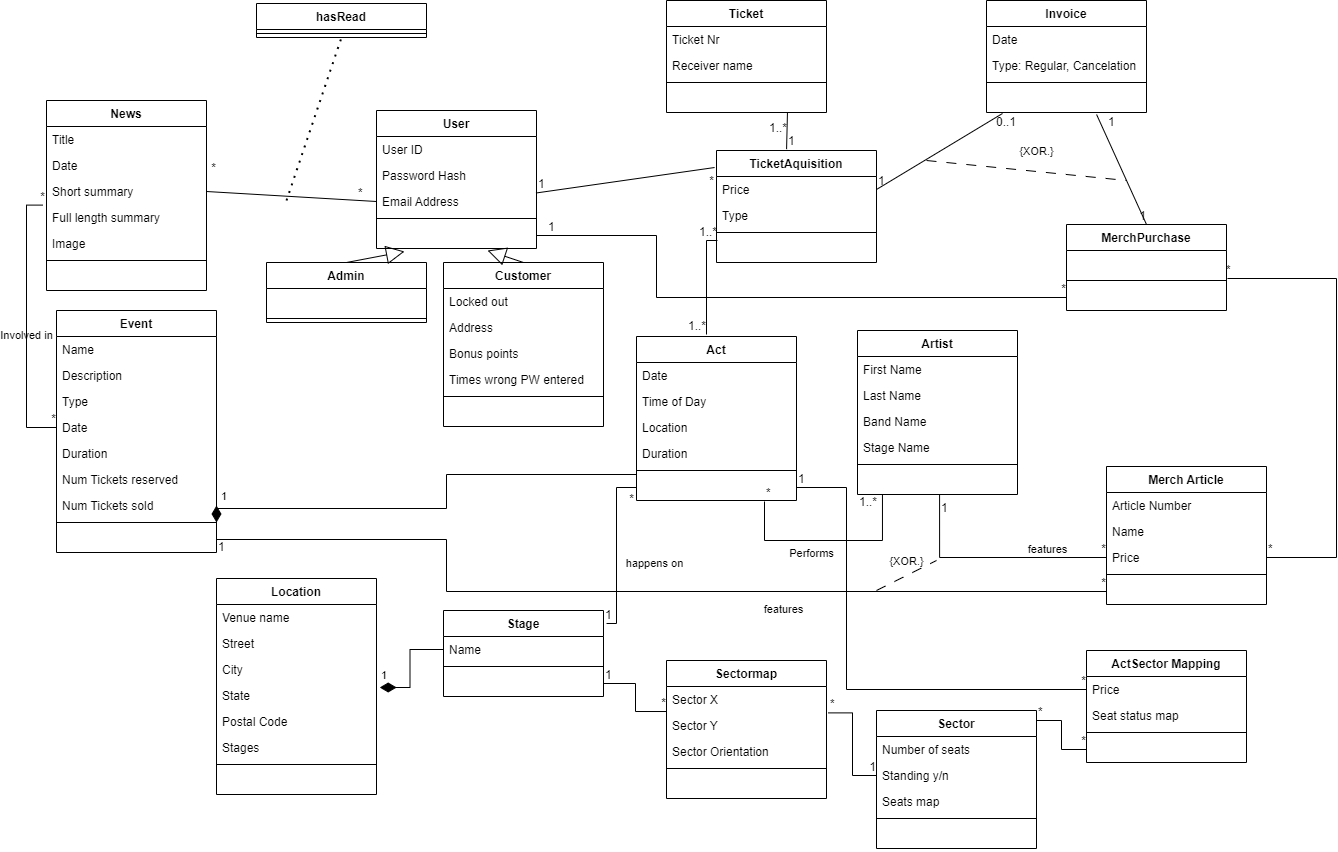 hasRead
Ticket
Ticket Nr
Receiver name
Invoice
Date
Type: Regular, Cancelation
News
Title
Date
Short summary
Full length summary
Image
User
User ID
Password Hash
Email Address
1..*
1
0..1
1
{XOR.}
TicketAquisition
Price
Type
*
*
1
*
1
1
1..*
1
MerchPurchase
*
*
*
Admin
Customer
Locked out
Address
Bonus points
Times wrong PW entered
Involved in
*
Event
Name
Description
Type
Date
Duration
Num Tickets reserved
Num Tickets sold
1..*
Act
Date
Time of Day
Location
Duration
Artist
First Name
Last Name
Band Name
Stage Name
1
1
*
*
1
1..*
1
Performs
happens on
{XOR.}
features
features
Merch Article
Article Number
Name
Price
*
*
*
Location
Venue name
Street
City
State
Postal Code
Stages
1
Stage
Name
1
1
Sectormap
Sector X
Sector Y
Sector Orientation
*
*
1
Sector
Number of seats
Standing y/n
Seats map
*
ActSector Mapping
Price
Seat status map
*
*